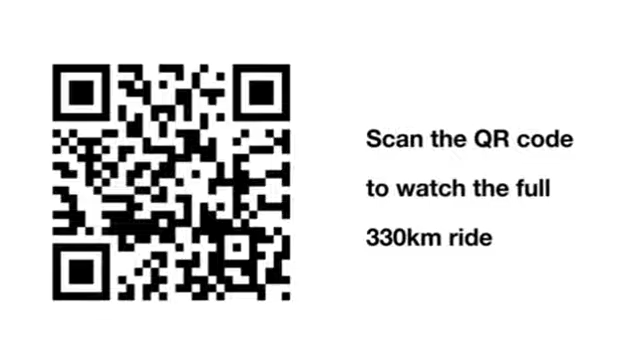 Scan the QR code
to watch the full
330km ride